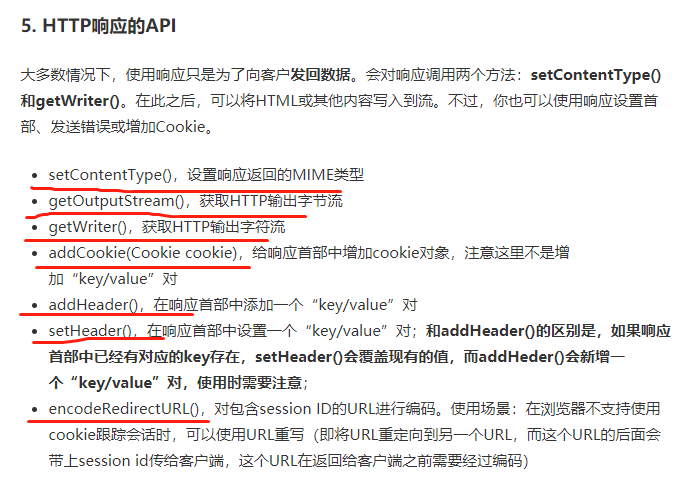 5. HTTP响应的API
大多数情况下，使用响应只是为了向客户发回数据。会对响应调用两个方法：setContentType()
和getWriter()。在此之后，可以将HTML或其他内容写入到流。不过，你也可以使用响应设置首
部、发送错误或增加Cookie。
• setContentType()，设置响应返回的MIME类型
• getOutputStream()，获取HTTP输出字节流
• getWriter()，获取HTTP输出字符流
• addCookie(Cookie cookie)，给响应首部中增加cookie对象，注意这里不是增
加“key/value”对
• addHeader()，在响应首部中添加一个“key/value”对
• setHeader()，在响应首部中设置一个“key/value”对；和addHeader()的区别是，如果响应
首部中已经有对应的key存在，setHeader()会覆盖现有的值，而addHeder()会新增一
个“key/value”对，使用时需要注意；
• encodeRedirectURL()，对包含session ID的URL进行编码。使用场景：在浏览器不支持使用
cookie跟踪会话时，可以使用URL重写（即将URL重定向到另一个URL，而这个URL的后面会
带上session id传给客户端，这个URL在返回给客户端之前需要经过编码）